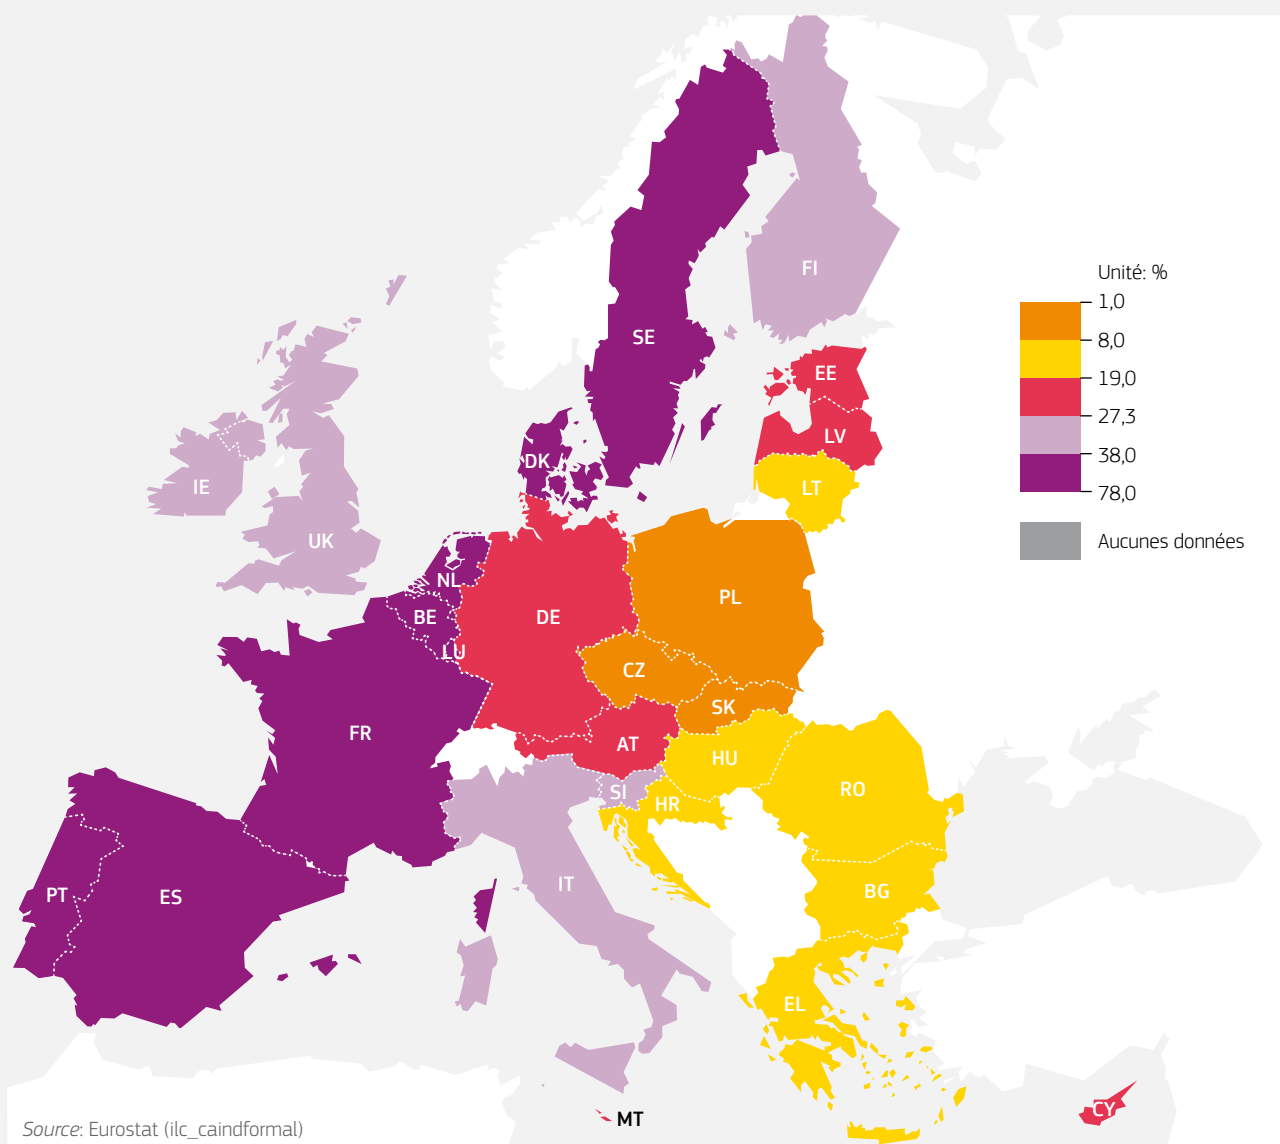 FI
Unité: %
1,0
SE
8,0
EE
19,0
27,3
LV
DK
38,0
IE
LT
78,0
UK
Aucunes données
NL
PL
BE
DE
LU
CZ
SK
FR
AT
HU
SI
RO
HR
IT
BG
PT
ES
EL
CY
MT
Source: Eurostat (ilc_caindformal)